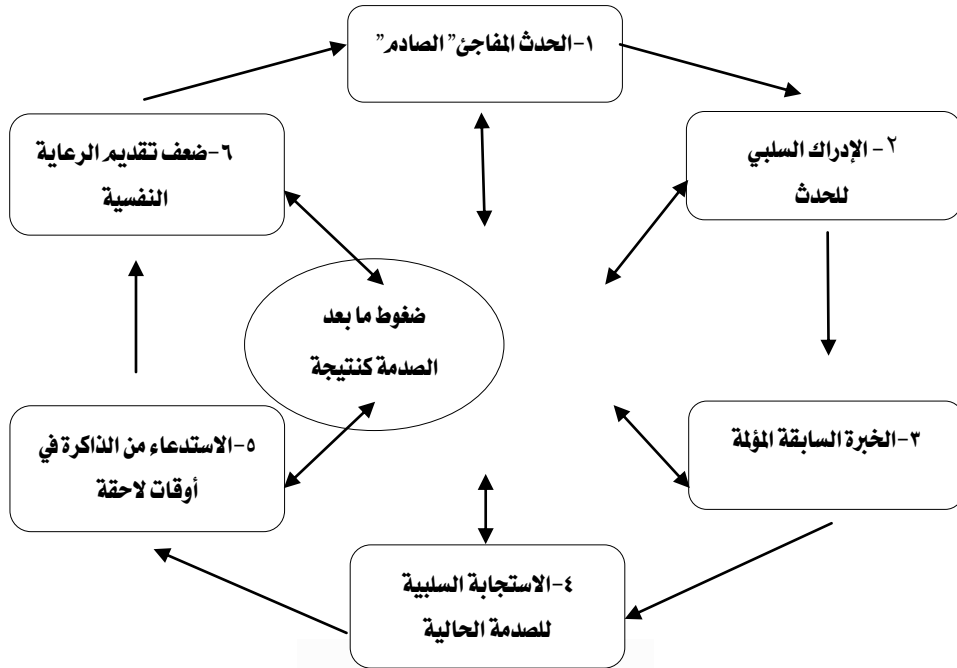 ١-الحدث المفاجئ" الصادم"
٢- الإدراك السلبي
للحدث
٣-الخبرة السابقة المؤلمة
٤-الاستجابة السلبية
للصدمة الحالية
٥-الاستدعاء من الذاكرة في
أوقات لاحقة
٦-ضعف تقديم الرعاية
النفسية
ضغوط ما بعد
الصدمة كنتيجة